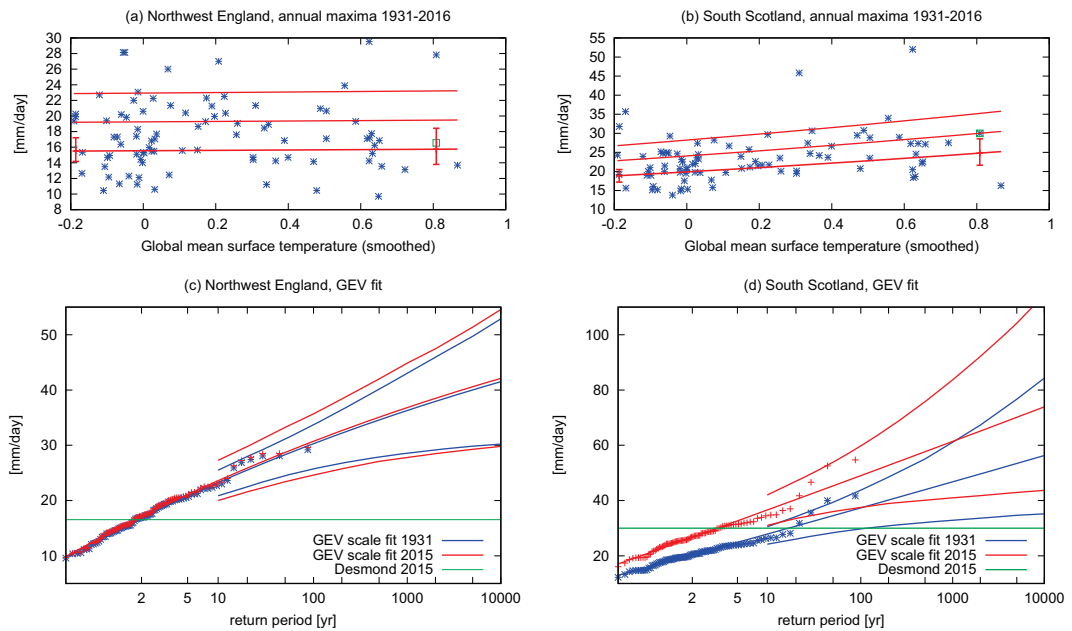 (a) Northwest England, annual maxima 1931-2016
[mm/day]
30
28
26
24
22
20
18
16
14
12
10
8
-0.2 0 0.2 0.4 0.6 0.8 1
Global mean surface temperature (smoothed)
(b) South Scotland, annual maxima 1931-2016
[mm/day]
55
50
45
40
35
30
25
20
15
10
-0.2 0 0.2 0.4 0.6 0.8 1
Global mean surface temperature (smoothed)
(c) Northwest England, GEV fit
[mm/day]
50
40
30
20
10
GEV scale fit 1931
GEV scale fit 2015
Desmond 2015
2 5 10 100 1000 10000
return period [yr]
(d) South Scotland, GEV fit
[mm/day]
100
80
60
40
20
GEV scale fit 1931
GEV scale fit 2015
Desmond 2015
2 5 10 100 1000 10000
return period [yr]